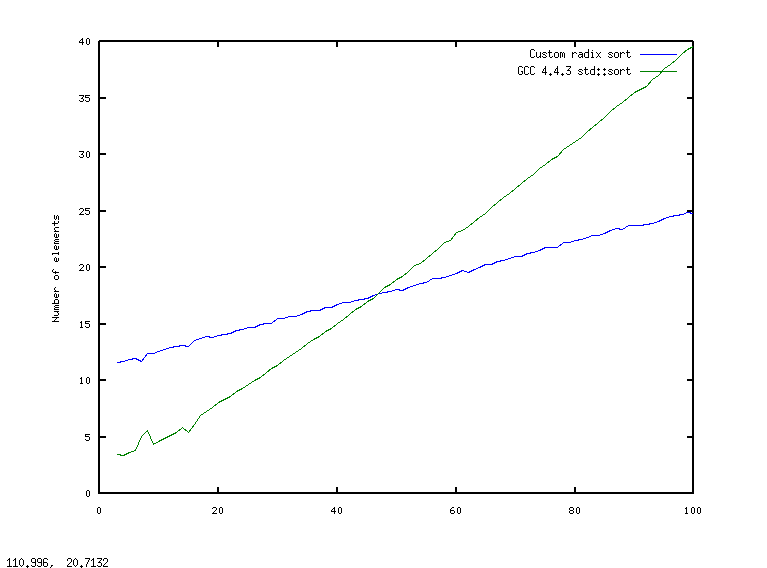 40
35
30
25
20
15
10
5
0
Number of elements
Custom radix sort
GCC 4.4.3 std::sort
0 20 40 60 80 100
110.996, 20.7132